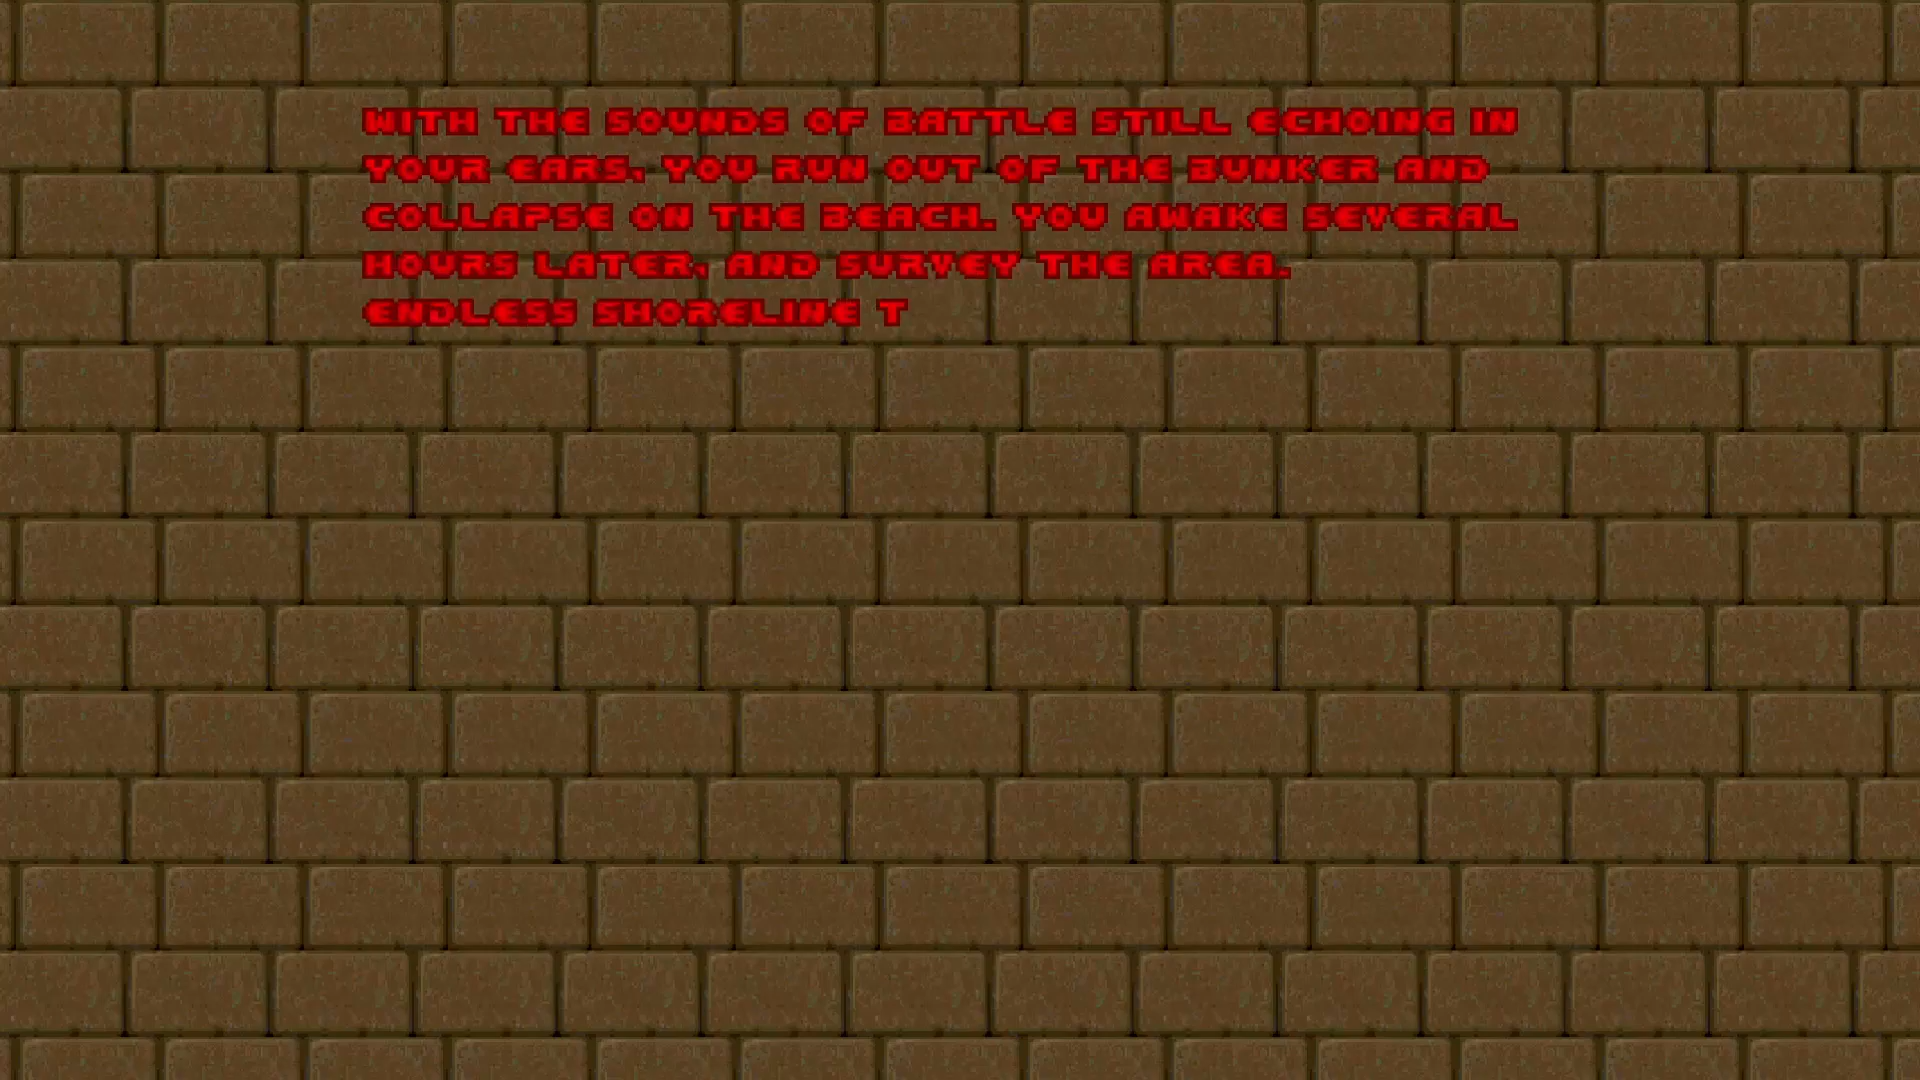 WITH THE SOUNDS OF BATTLE STILL ECHOING IN
YOUR EARS, YOU RUN OUT OF THE BUNKER AND
COLLAPSE ON THE BEACH. YOU AWAKE SEVERAL
HOURS LATER, AND SURVEY THE AREA.
ENDLESS SHORELINE T